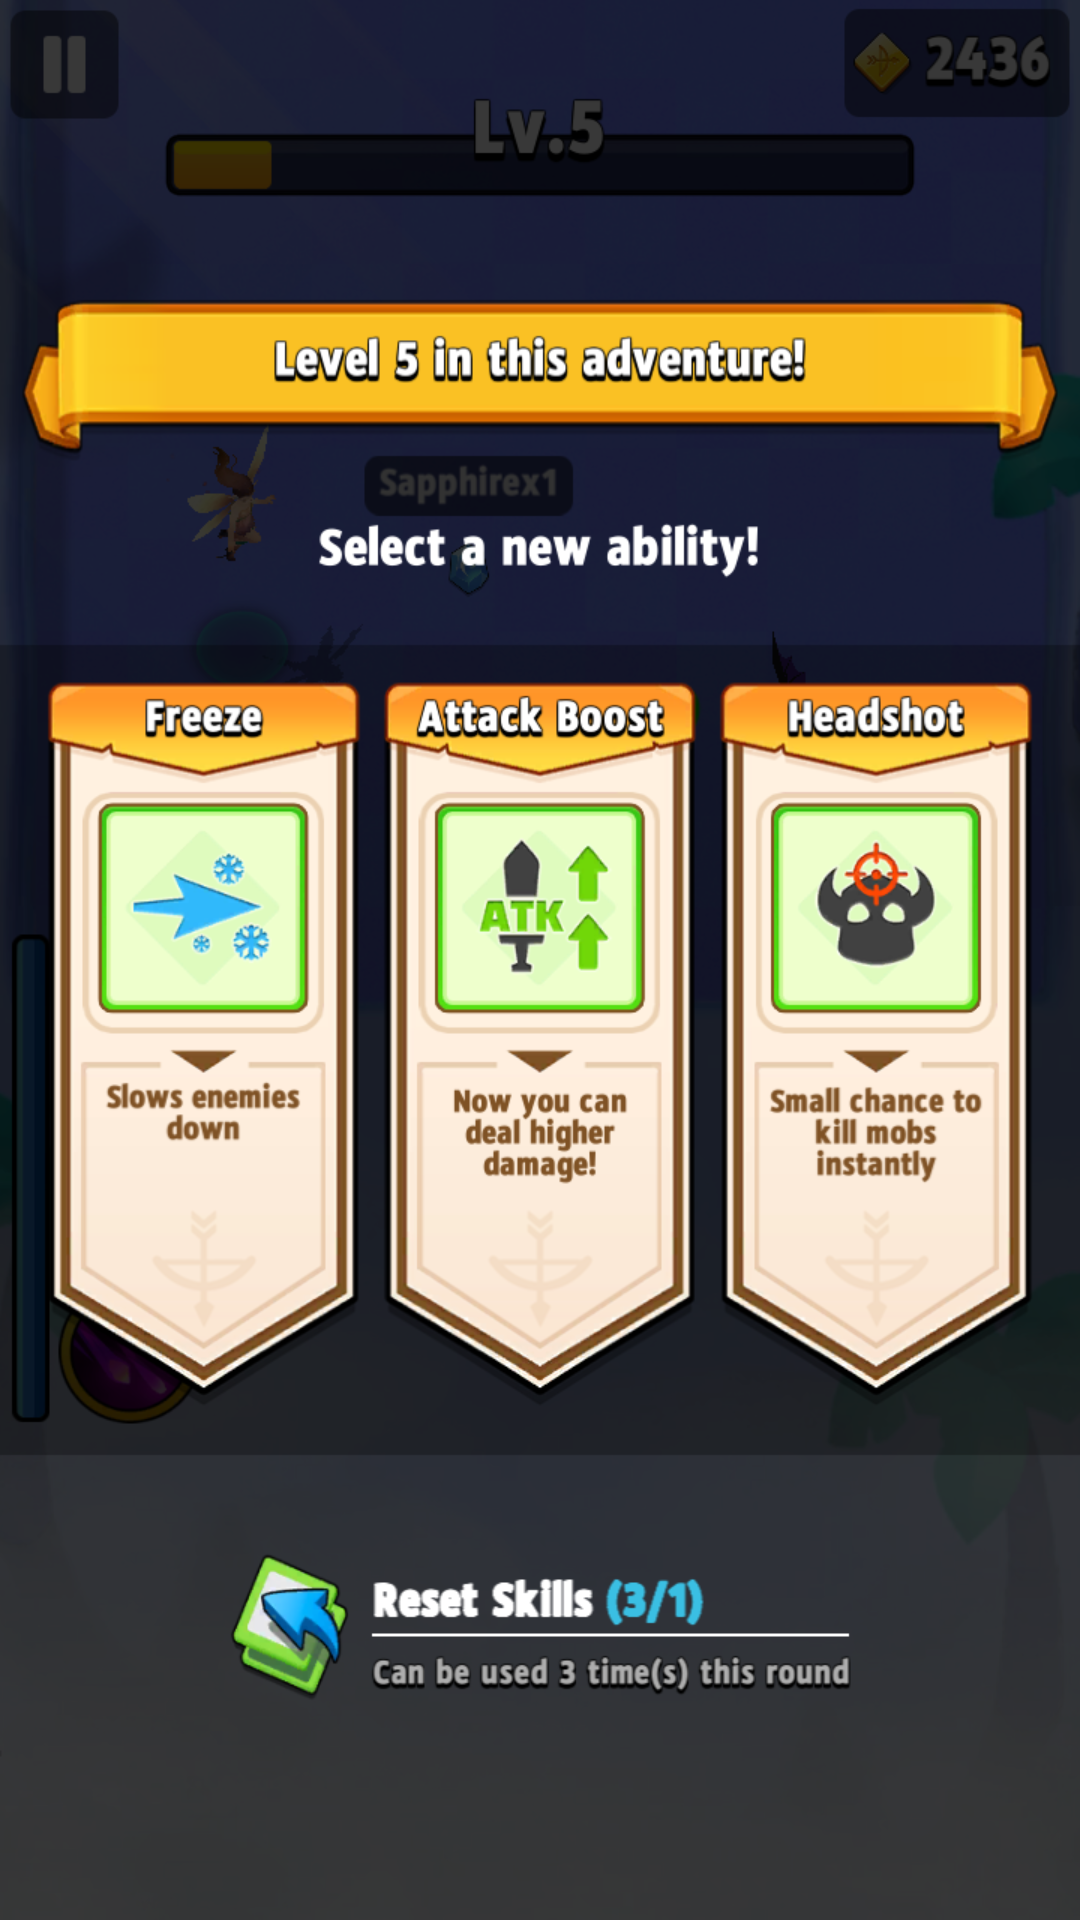 2436
Lv.5
Level 5 in this adventure!
Sapphirex1
Select a new ability!
Freeze
Slows enemies
down
Attack Boost
ATK
Now you can
deal higher
damage!
Headshot
Small chance to
kill mobs
instantly
Reset Skills (3/1)
Can be used 3 time(s) this round